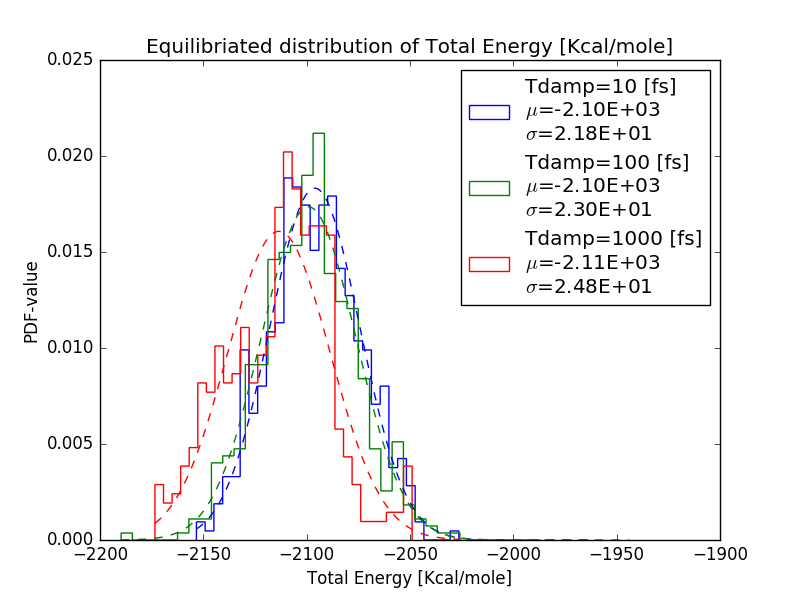 Equilibriated distribution of Total Energy [Kcal/mole]
0.025
0.020
0.015
0.010
0.005
0.000
PDF-value
Tdamp=10 [fs]
μ=-2.10E+03
σ=2.18E+01
Tdamp=100 [fs]
μ=-2.10E+03
σ=2.30E+01
Tdamp=1000 [fs]
μ=-2.11E+03
σ=2.48E+01
−2200 −2150 −2100 −2050 −2000 −1950 −1900
Total Energy [Kcal/mole]